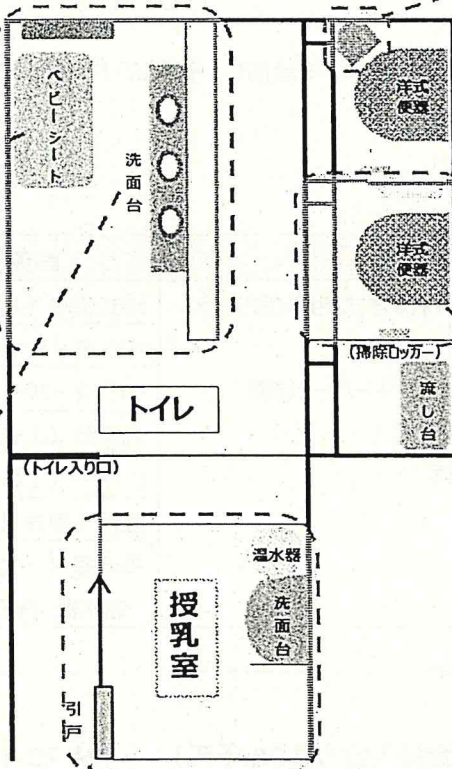 ベビーシート
洗面台
洋式
便器
洋式
便器
(掃除ロッカー)
流し台
トイレ
(トイレ入り口)
温水器
洗面台
授乳室
引戸